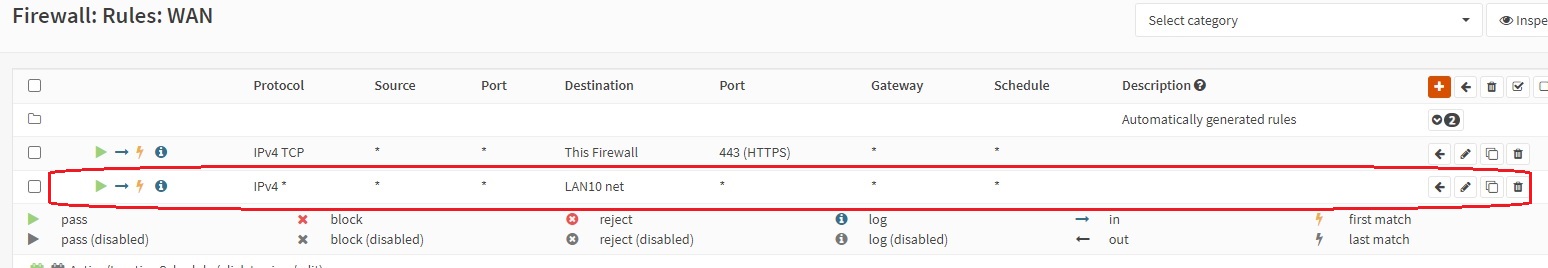 Firewall: Rules: WAN
Select category
Inspe
Protocol Source Port Destination Port Gateway Schedule Description
Automatically generated rules 2
IPv4 TCP * * This Firewall 443 (HTTPS) * *
IPv4 * * * LAN10 net * * *
pass block reject log in first match
pass (disabled) block (disabled) reject (disabled) log (disabled) out last match